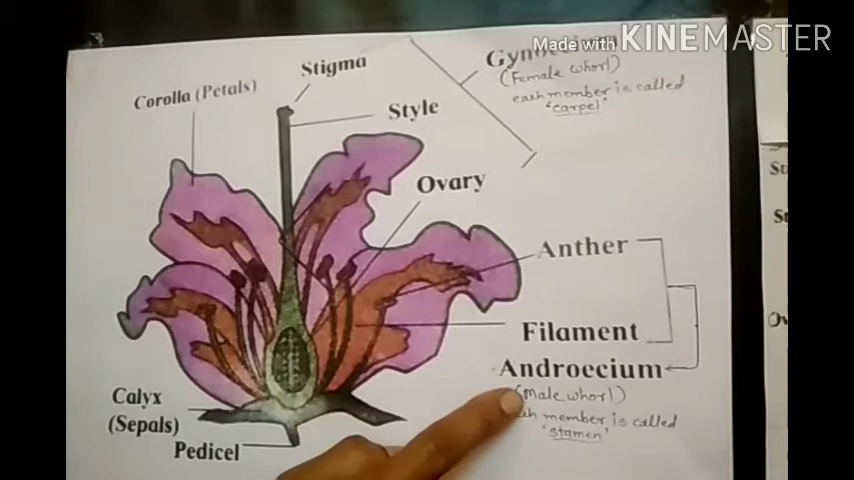 Made with KINEMASTER
Stigma
(Female whorl)
Corolla (Petals)
each member is called
'carpel'
Style
Ovary
Anther
Filament
Androecium
(Male whorl)
member is called
'stamen'
Calyx
(Sepals)
Pedicel